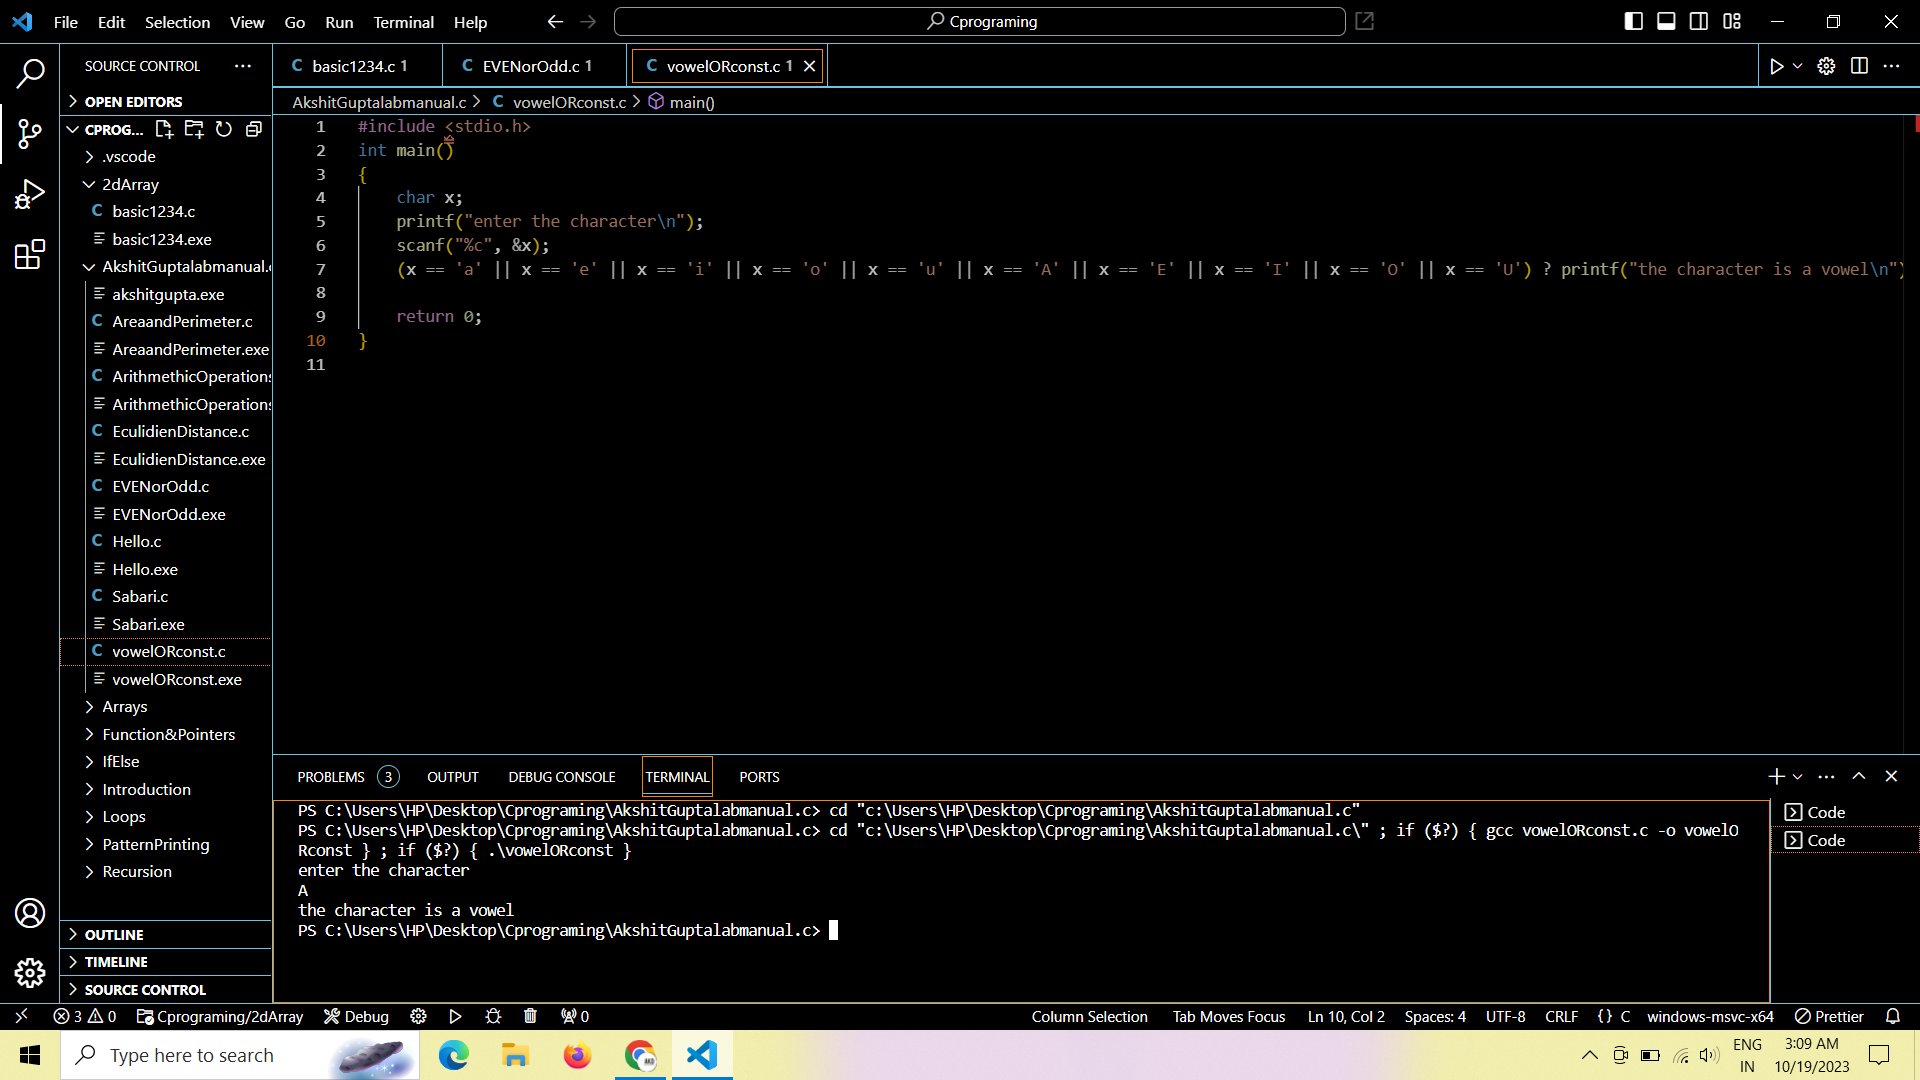 File Edit Selection View Go Run Terminal Help Cprograming
SOURCE CONTROL
basic1234.c 1 EVENorOdd.c 1 vowelORconst.c 1
OPEN EDITORS
AkshitGuptalabmanual.c > C vowelORconst.c > main()
CPROG...
.vscode
2dArray
C basic1234.c
basic1234.exe
AkshitGuptalabmanual.
akshitgupta.exe
C AreaandPerimeter.c
AreaandPerimeter.exe
C ArithmethicOperations
ArithmethicOperations
C EculidienDistance.c
EculidienDistance.exe
C EVENorOdd.c
EVENorOdd.exe
C Hello.c
Hello.exe
C Sabari.c
Sabari.exe
C vowelORconst.c
vowelORconst.exe
Arrays
Function&Pointers
IfElse
Introduction
Loops
PatternPrinting
Recursion
OUTLINE
TIMELINE
SOURCE CONTROL
1 #include <stdio.h>
2 int main()
3 {
4 char x;
5 printf("enter the character\n");
6 scanf("%c", &x);
7 (x == 'a' || x == 'e' || x == 'i' || x == 'o' || x == 'u' || x == 'A' || x == 'E' || x == 'I' || x == 'O' || x == 'U') ? printf("the character is a vowel\n")
8
9 return 0;
10 }
11
PROBLEMS 3 OUTPUT DEBUG CONSOLE TERMINAL PORTS
PS C:\Users\HP\Desktop\Cprograming\AkshitGuptalabmanual.c> cd "c:\Users\HP\Desktop\Cprograming\AkshitGuptalabmanual.c"
PS C:\Users\HP\Desktop\Cprograming\AkshitGuptalabmanual.c> cd "c:\Users\HP\Desktop\Cprograming\AkshitGuptalabmanual.c\" ; if ($?) { gcc vowelORconst.c -o vowelO
Rconst } ; if ($?) { .\vowelORconst }
enter the character
A
the character is a vowel
PS C:\Users\HP\Desktop\Cprograming\AkshitGuptalabmanual.c>
Code
Code
3 0 Cprograming/2dArray Debug 0 Column Selection Tab Moves Focus Ln 10, Col 2 Spaces: 4 UTF-8 CRLF {} C windows-msvc-x64 Prettier
Type here to search
ENG
IN
3:09 AM
10/19/2023